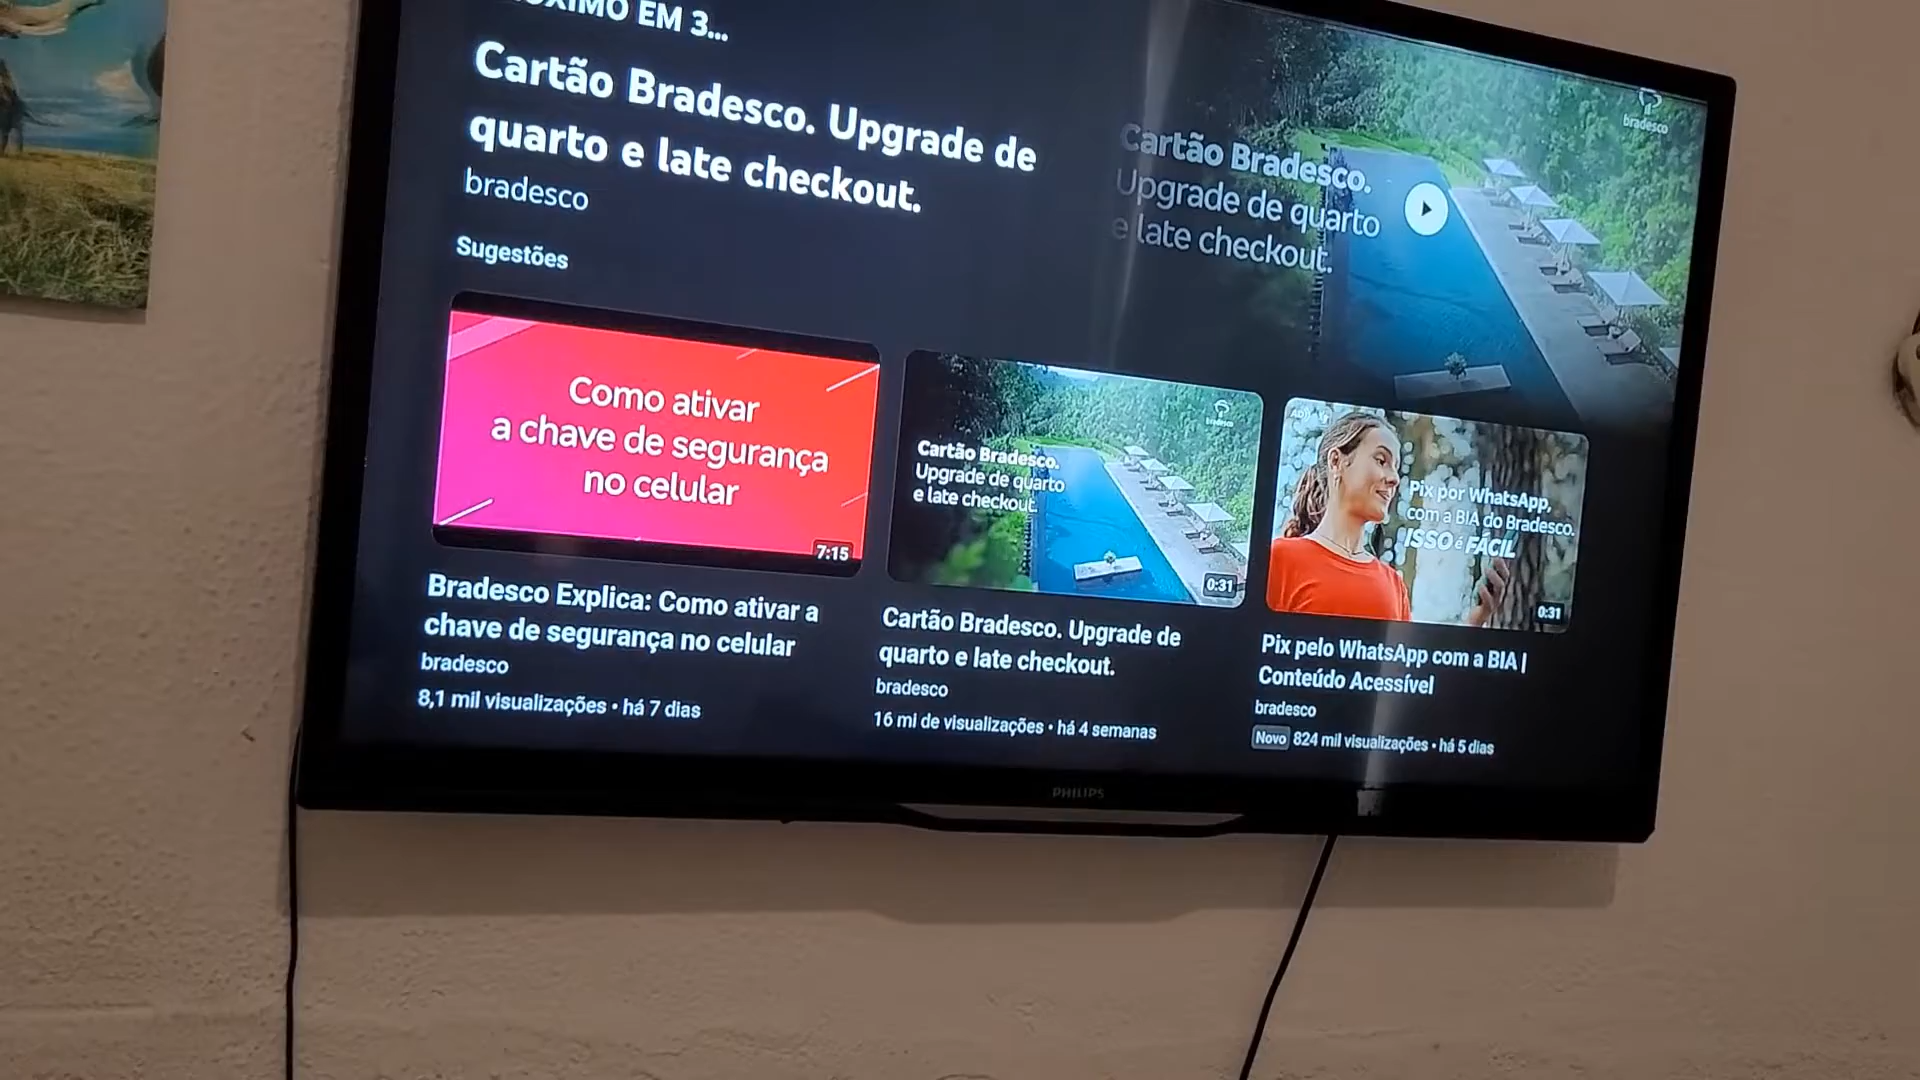 EM 3...
Cartão Bradesco. Upgrade de
quarto e late checkout.
bradesco
bradesco
Cartão Bradesco.
Upgrade de quarto
e late checkout.
Sugestões
Como ativar
a chave de segurança
no celular
7:15
Bradesco Explica: Como ativar a
chave de segurança no celular
bradesco
8,1 mil visualizações • há 7 dias
bradesco
Cartão Bradesco.
Upgrade de quarto
e late checkout.
0:31
Cartão Bradesco. Upgrade de
quarto e late checkout.
bradesco
16 mi de visualizações • há 4 semanas
Pix por WhatsApp,
com a BIA do Bradesco.
ISSO é FÁCIL
0:31
Pix pelo WhatsApp com a BIA |
Conteúdo Acessível
bradesco
Novo 824 mil visualizações • há 5 dias
PHILIPS